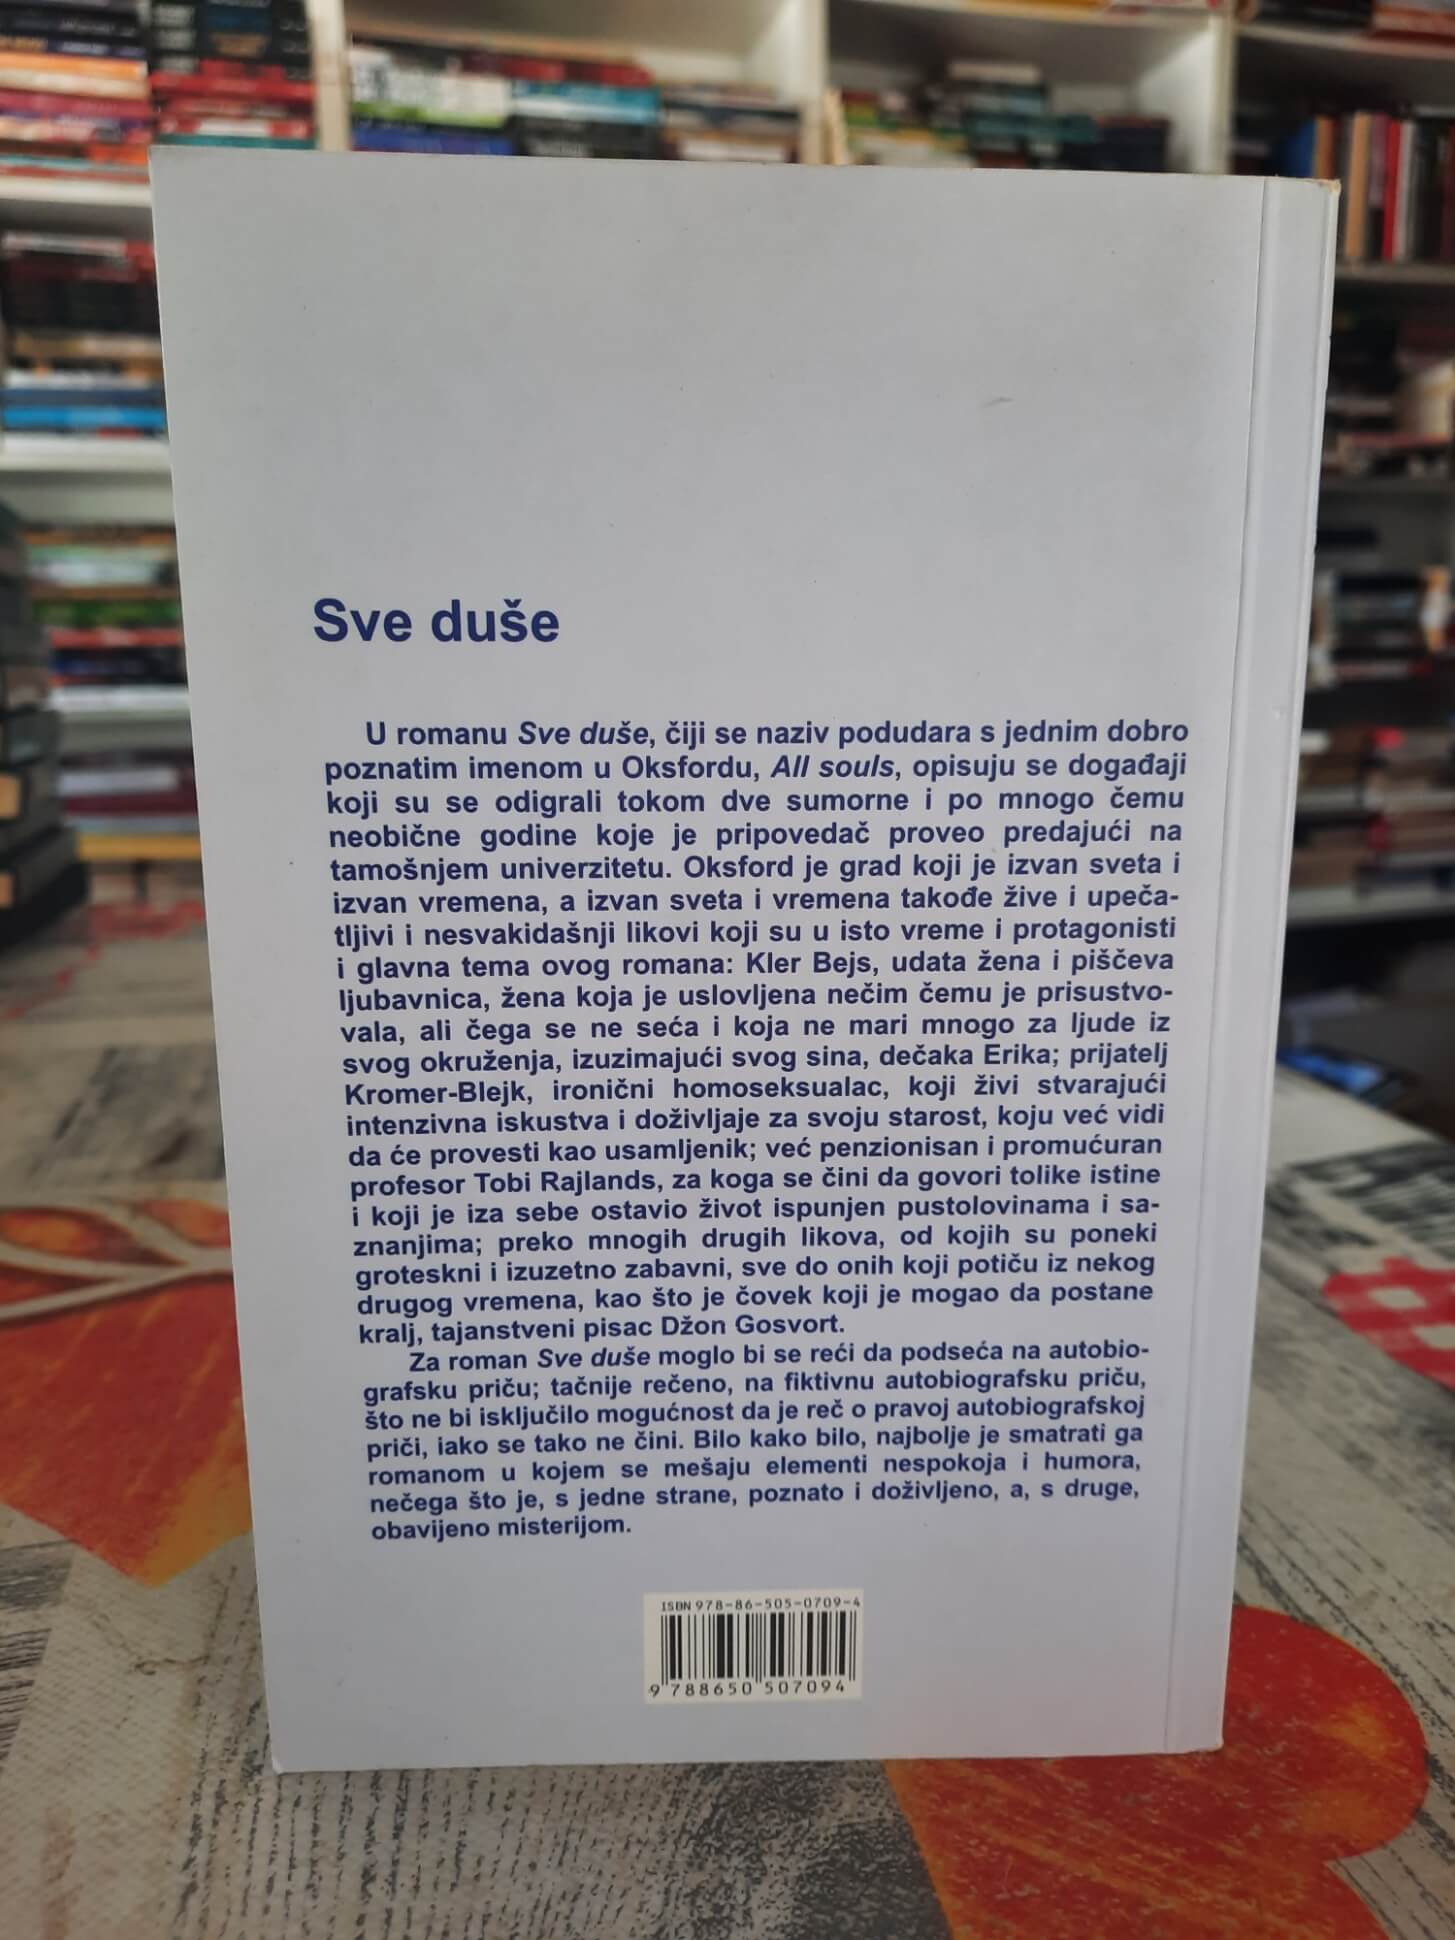 Sve duše
U romanu Sve duše, čiji se naziv podudara s jednim dobro
poznatim imenom u Oksfordu, All souls, opisuju se događaji
koji su se odigrali tokom dve sumorne i po mnogo čemu
neobične godine koje je pripovedač proveo predajući na
tamošnjem univerzitetu. Oksford je grad koji je izvan sveta i
izvan vremena, a izvan sveta i vremena takođe žive i upeča-
tljivi i nesvakidašnji likovi koji su u isto vreme i protagonisti
i glavna tema ovog romana: Kler Bejs, udata žena i piščeva
ljubavnica, žena koja je uslovljena nečim čemu je prisustvo-
vala, ali čega se ne seća i koja ne mari mnogo za ljude iz
svog okruženja, izuzimajući svog sina, dečaka Erika; prijatelj
Kromer-Blejk, ironični homoseksualac, koji živi stvarajući
intenzivna iskustva i doživljaje za svoju starost, koju već vidi
da će provesti kao usamljenik; već penzionisan i promućuran
profesor Tobi Rajlands, za koga se čini da govori tolike istine
i koji je iza sebe ostavio život ispunjen pustolovinama i sa-
znanjima; preko mnogih drugih likova, od kojih su poneki
groteskni i izuzetno zabavni, sve do onih koji potiču iz nekog
drugog vremena, kao što je čovek koji je mogao da postane
kralj, tajanstveni pisac Džon Gosvort.
Za roman Sve duše moglo bi se reći da podseća na autobio-
grafsku priču; tačnije rečeno, na fiktivnu autobiografsku priču,
što ne bi isključilo mogućnost da je reč o pravoj autobiografskoj
priči, iako se tako ne čini. Bilo kako bilo, najbolje je smatrati ga
romanom u kojem se mešaju elementi nespokoja i humora,
nečega što je, s jedne strane, poznato i doživljeno, a, s druge,
obavijeno misterijom.
ISBN 978-86-505-0709-4
9 788650 507094